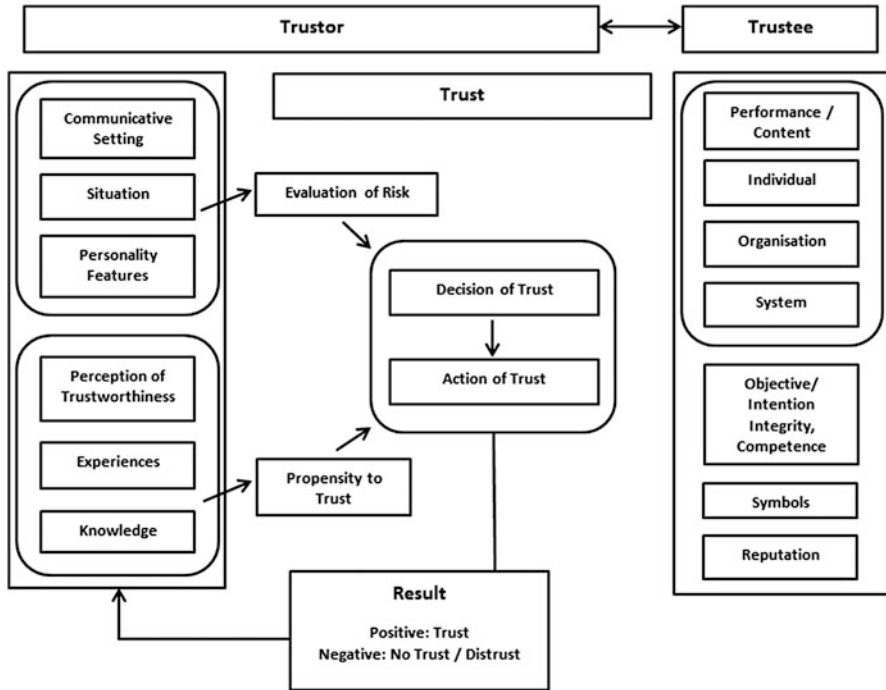 Trustor
Trustee
Trust
Communicative
Setting
Situation
Personality
Features
Perception of
Trustworthiness
Experiences
Knowledge
Evaluation of Risk
Propensity to
Trust
Decision of Trust
Action of Trust
Result
Positive: Trust
Negative: No Trust / Distrust
Performance /
Content
Individual
Organisation
System
Objective/
Intention
Integrity,
Competence
Symbols
Reputation